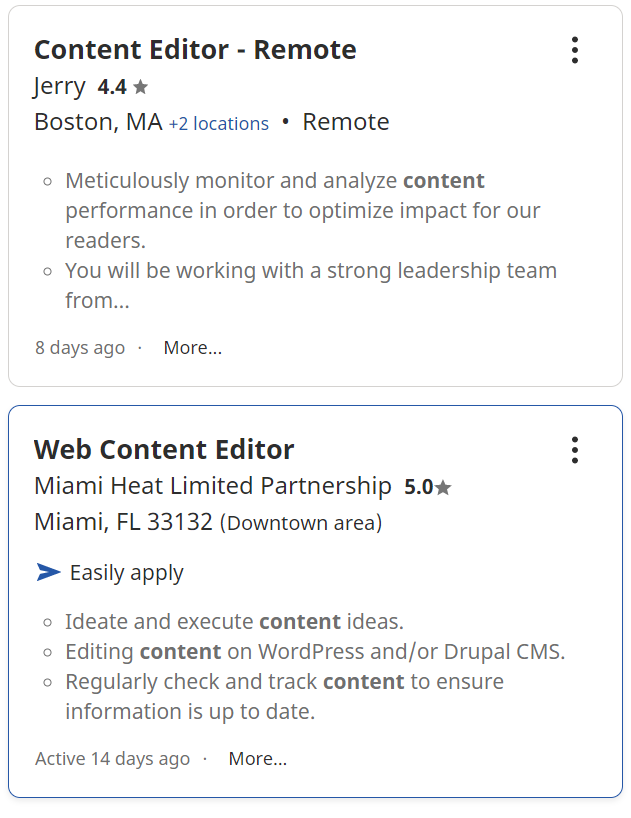 Content Editor - Remote
Jerry 4.4
Boston, MA +2 locations • Remote
Meticulously monitor and analyze content
performance in order to optimize impact for our
readers.
You will be working with a strong leadership team
from...
8 days ago · More...
Web Content Editor
Miami Heat Limited Partnership 5.0
Miami, FL 33132 (Downtown area)
Easily apply
Ideate and execute content ideas.
Editing content on WordPress and/or Drupal CMS.
Regularly check and track content to ensure
information is up to date.
Active 14 days ago · More...